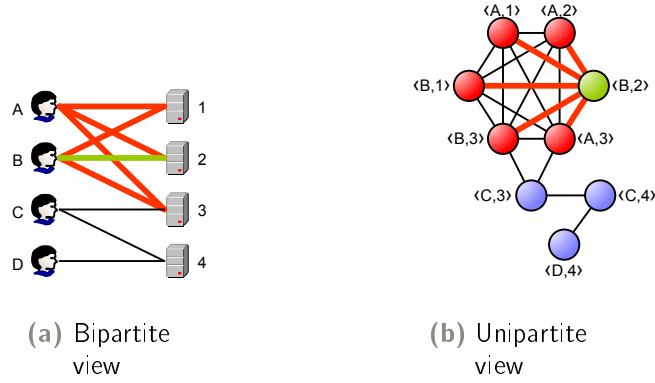 A
B
C
D
1
2
3
4
⟨A,1⟩
⟨A,2⟩
⟨B,1⟩
⟨B,2⟩
⟨B,3⟩
⟨A,3⟩
⟨C,3⟩
⟨C,4⟩
⟨D,4⟩
(a) Bipartite
view
(b) Unipartite
view